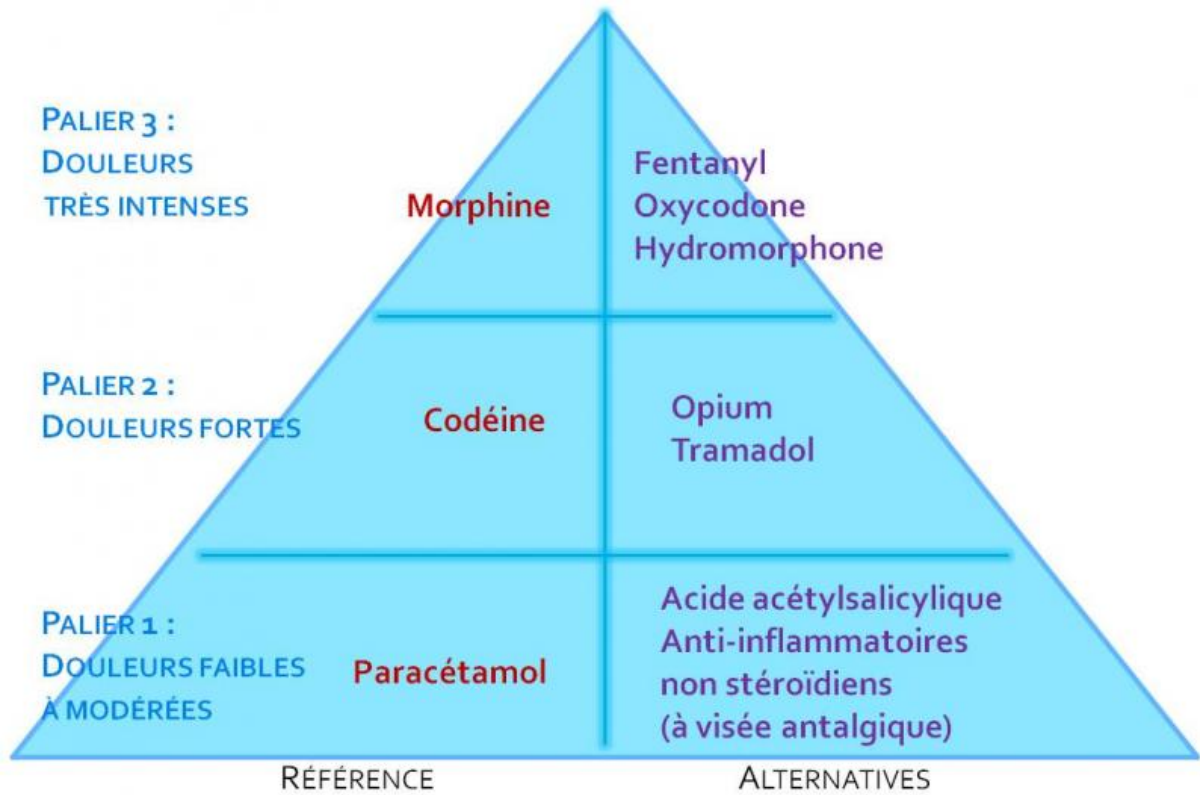 PALIER 3 :
DOULEURS
TRÈS INTENSES
Morphine
Fentanyl
Oxycodone
Hydromorphone
PALIER 2 :
DOULEURS FORTES
Codéine
Opium
Tramadol
PALIER 1 :
DOULEURS FAIBLES
À MODÉRÉES
Paracétamol
Acide acétylsalicylique
Anti-inflammatoires
non stéroïdiens
(à visée antalgique)
RÉFÉRENCE
ALTERNATIVES